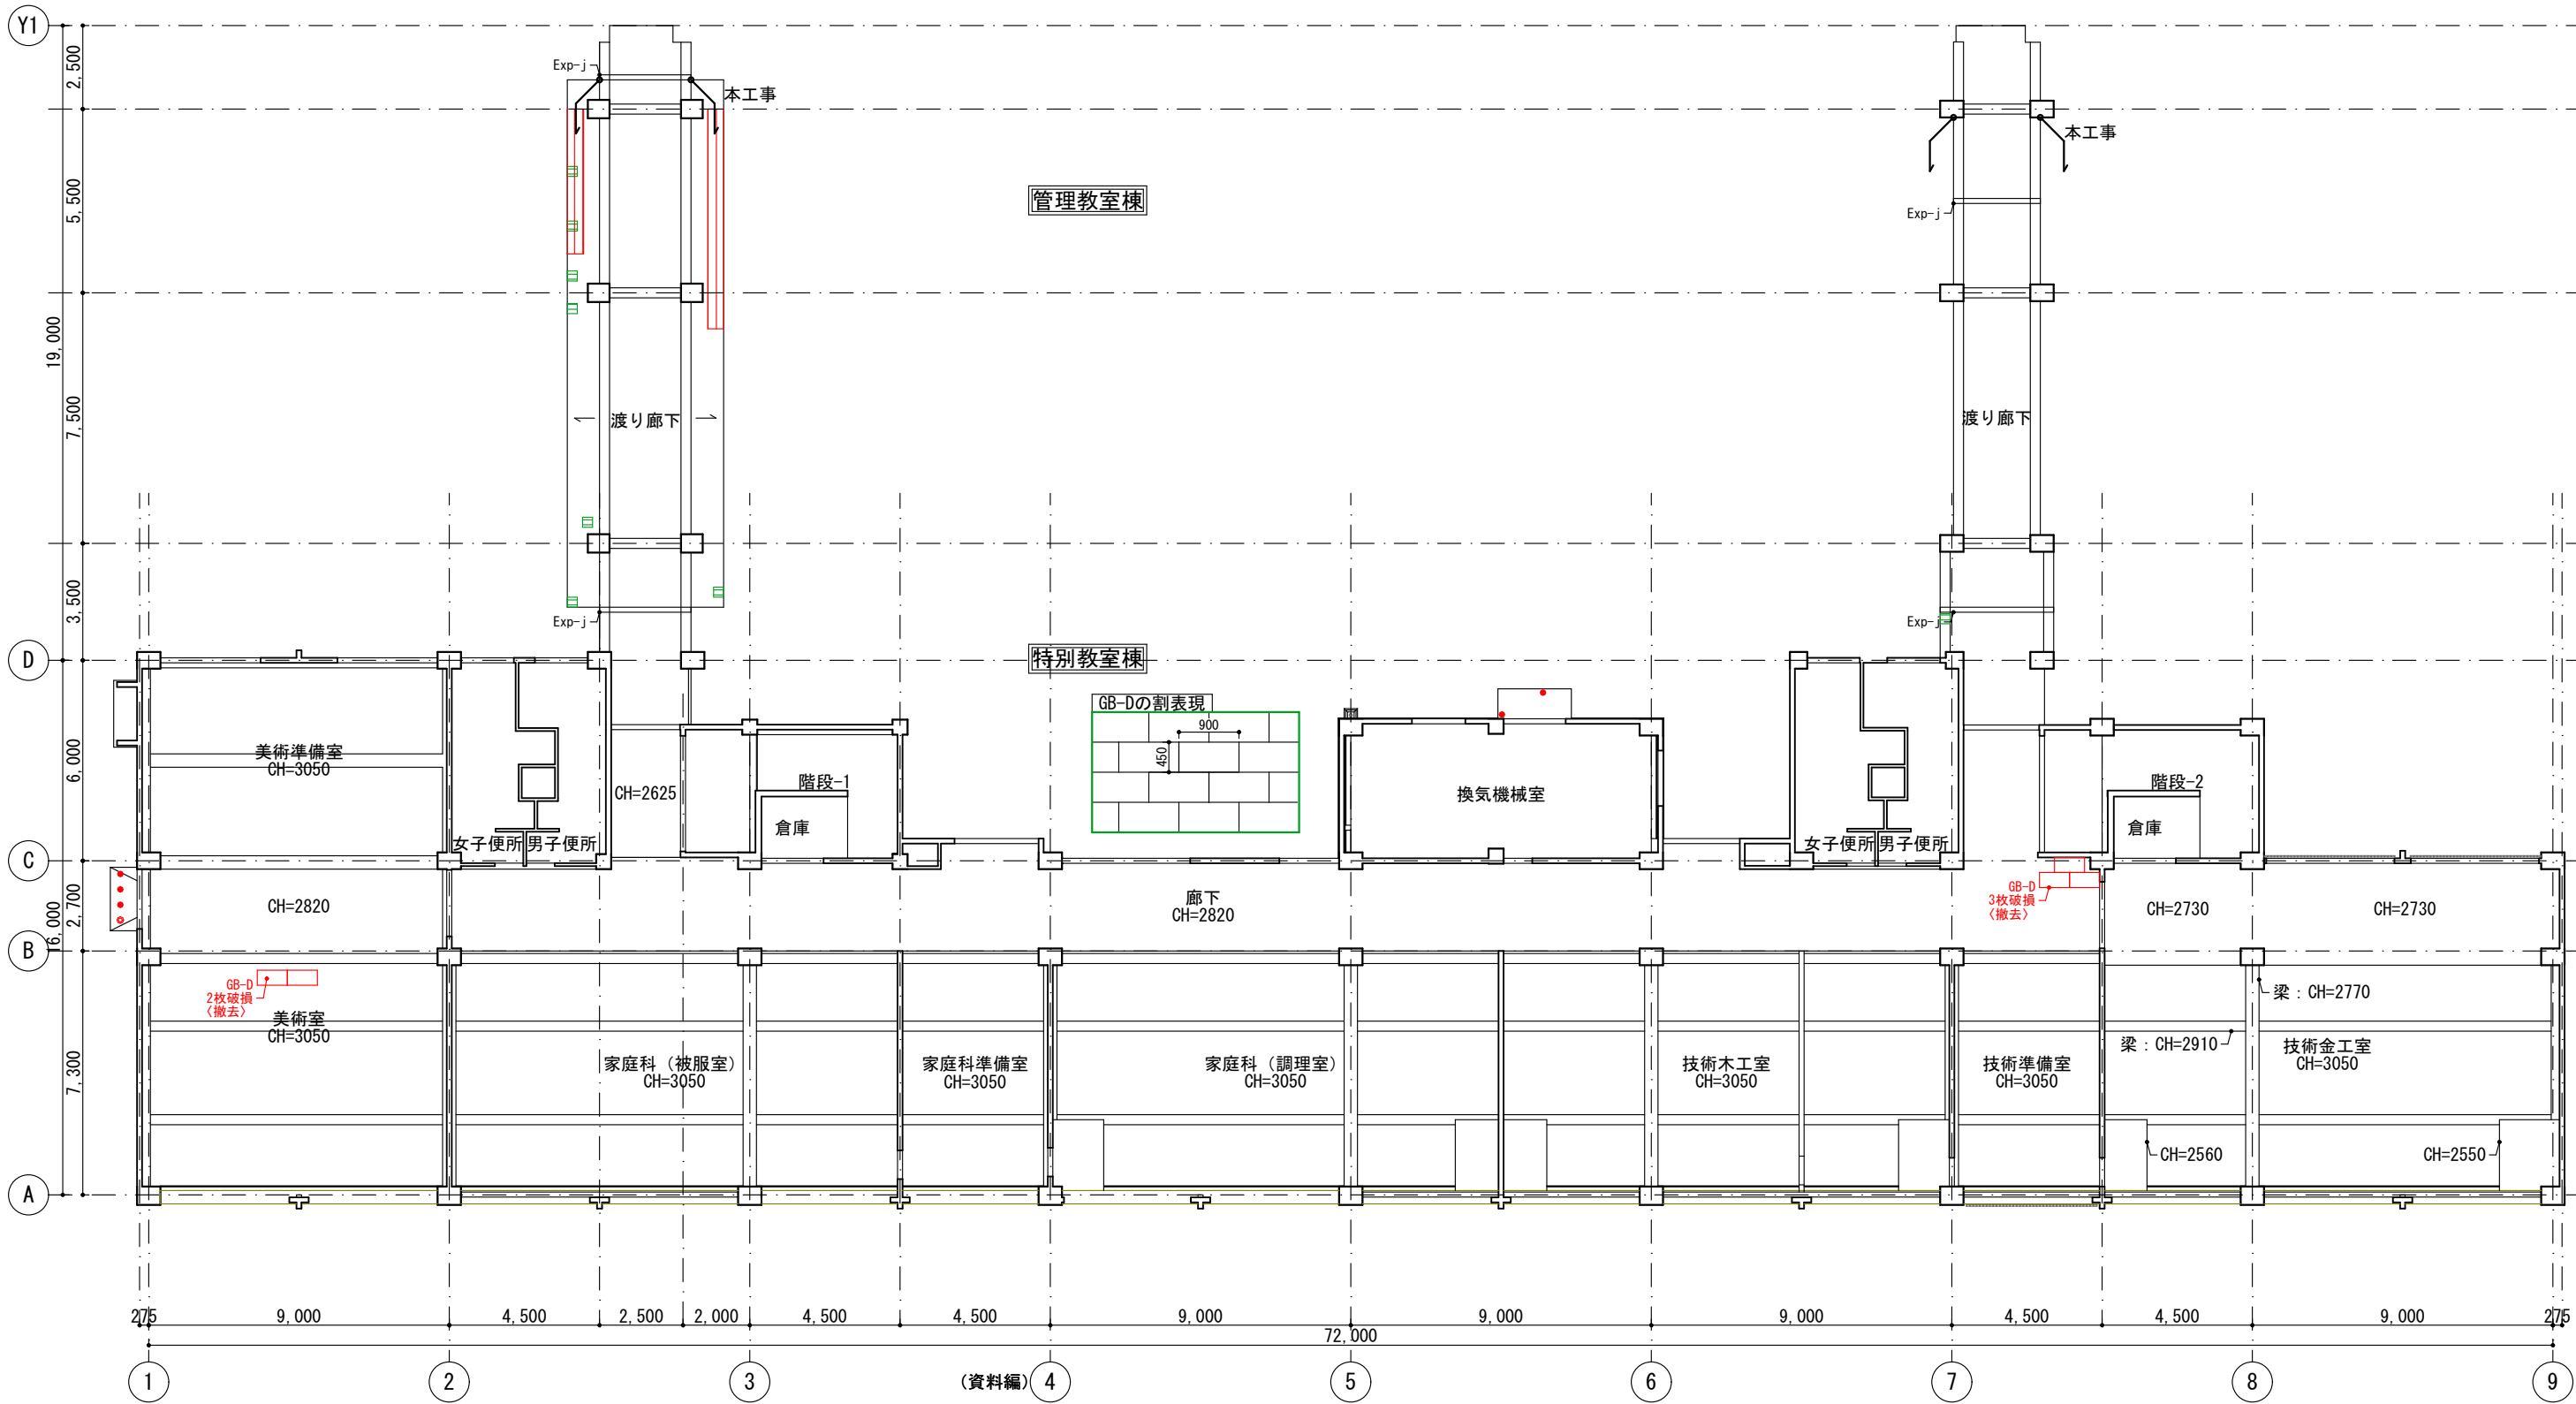 Y1
2,500
Exp-j
本工事
本工事
5,500
管理教室棟
Exp-j
19,000
7,500
渡り廊下
渡り廊下
3,500
Exp-j
Exp-j
D
特別教室棟
GB-Dの割表現
900
450
6,000
美術準備室
CH=3050
CH=2625
階段-1
倉庫
換気機械室
階段-2
倉庫
女子便所
男子便所
女子便所
男子便所
C
GB-D
3枚破損
〈撤去〉
CH=2820
廊下
CH=2820
CH=2730
CH=2730
16,000
2,700
B
GB-D
2枚破損
〈撤去〉
梁：CH=2770
美術室
CH=3050
梁：CH=2910
技術金工室
CH=3050
家庭科（被服室）
CH=3050
家庭科準備室
CH=3050
家庭科（調理室）
CH=3050
技術木工室
CH=3050
技術準備室
CH=3050
7,300
CH=2560
CH=2550
A
275
9,000
4,500
2,500
2,000
4,500
4,500
9,000
9,000
9,000
4,500
4,500
9,000
275
72,000
1
2
3
（資料編）
4
5
6
7
8
9